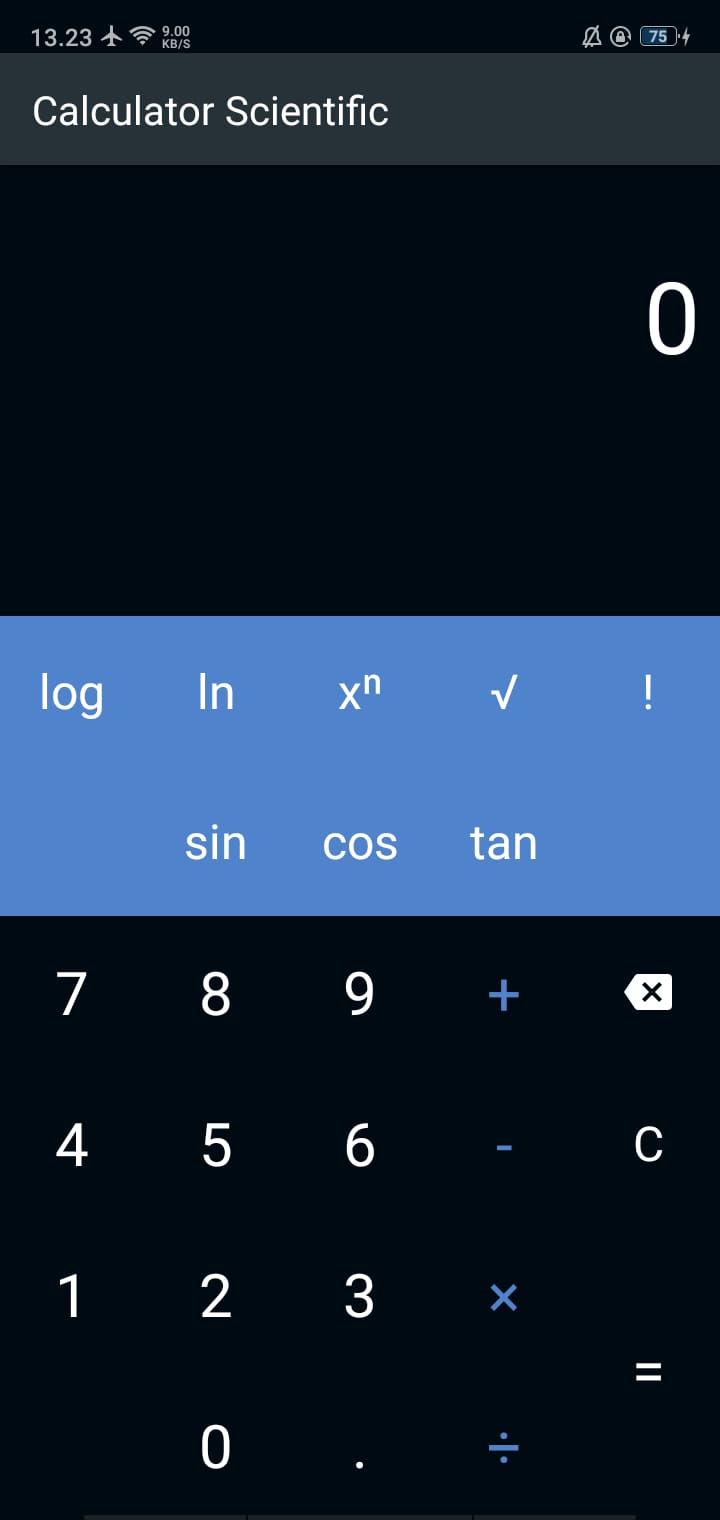 13.23 9.00 KB/S 75
Calculator Scientific
0
log ln xⁿ √ !
sin cos tan
7 8 9 +
4 5 6 - C
1 2 3 ×
=
0 . ÷